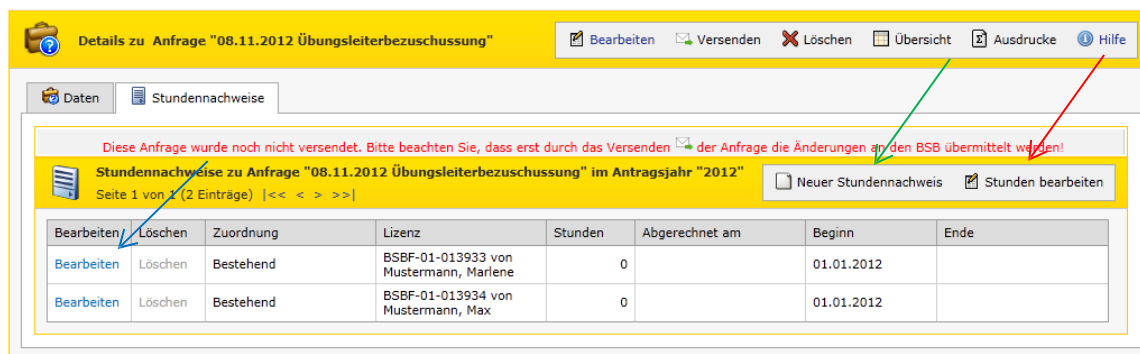 Details zu Anfrage "08.11.2012 Übungsleiterbezuschussung"
Bearbeiten Versenden Löschen Übersicht Ausdrucke Hilfe
Daten Stundennachweise
Diese Anfrage wurde noch nicht versendet. Bitte beachten Sie, dass erst durch das Versenden der Anfrage die Änderungen an den BSB übermittelt werden!
Stundennachweise zu Anfrage "08.11.2012 Übungsleiterbezuschussung" im Antragsjahr "2012"
Seite 1 von 1 (2 Einträge) |<< < > >>|
Neuer Stundennachweis Stunden bearbeiten
Bearbeiten Löschen Zuordnung Lizenz Stunden Abgerechnet am Beginn Ende
Bearbeiten Löschen Bestehend BSBF-01-013933 von 0 01.01.2012
Mustermann, Marlene
Bearbeiten Löschen Bestehend BSBF-01-013934 von 0 01.01.2012
Mustermann, Max